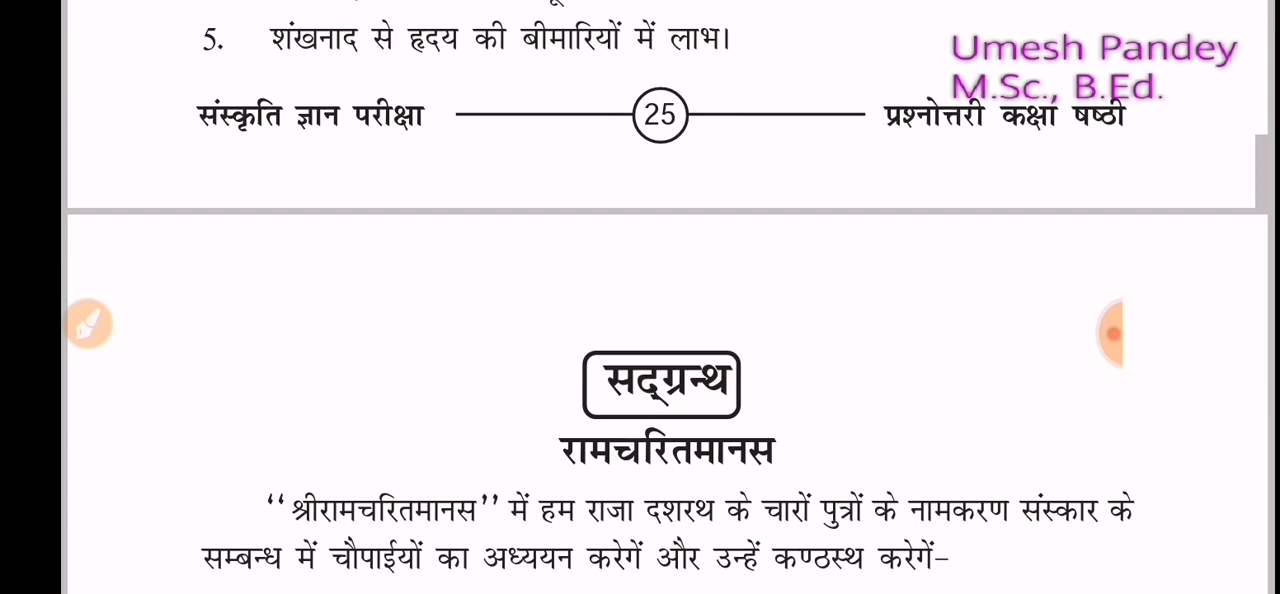 5. शंखनाद से हृदय की बीमारियों में लाभ।
Umesh Pandey
M.Sc., B.Ed.
संस्कृति ज्ञान परीक्षा 25 प्रश्नोत्तरी कक्षा षष्ठी
सद्ग्रन्थ
रामचरितमानस
‘‘श्रीरामचरितमानस’’ में हम राजा दशरथ के चारों पुत्रों के नामकरण संस्कार के
सम्बन्ध में चौपाईयों का अध्ययन करेगें और उन्हें कण्ठस्थ करेगें–